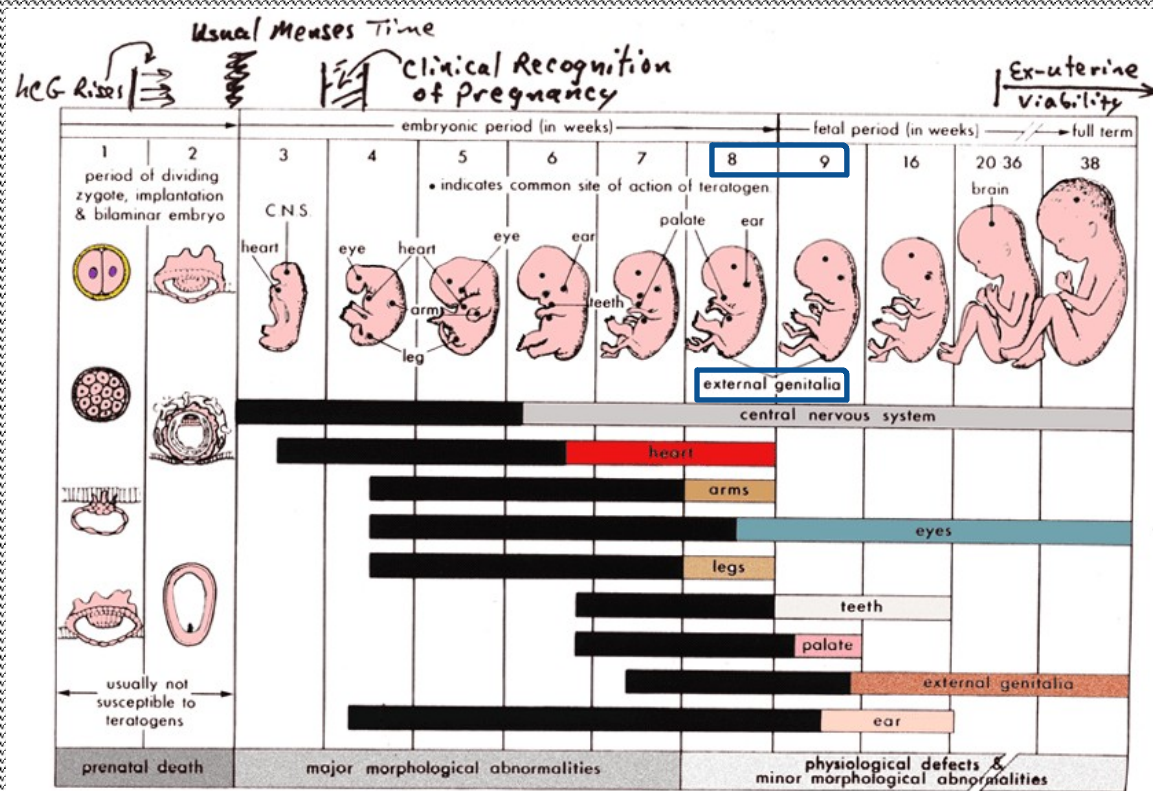 Usual Menses Time
hCG Rises
Clinical Recognition
of Pregnancy
Ex-uterine
Viability
embryonic period (in weeks)
fetal period (in weeks)
full term
1 2 3 4 5 6 7 8 9 16 20 36 38
period of dividing
zygote, implantation
& bilaminar embryo
• indicates common site of action of teratogen
C.N.S.
heart
eye
heart
arm
leg
eye
ear
teeth
palate
ear
brain
external genitalia
central nervous system
heart
arms
eyes
legs
teeth
palate
external genitalia
ear
usually not
susceptible to
teratogens
prenatal death
major morphological abnormalities
physiological defects &
minor morphological abnormalities